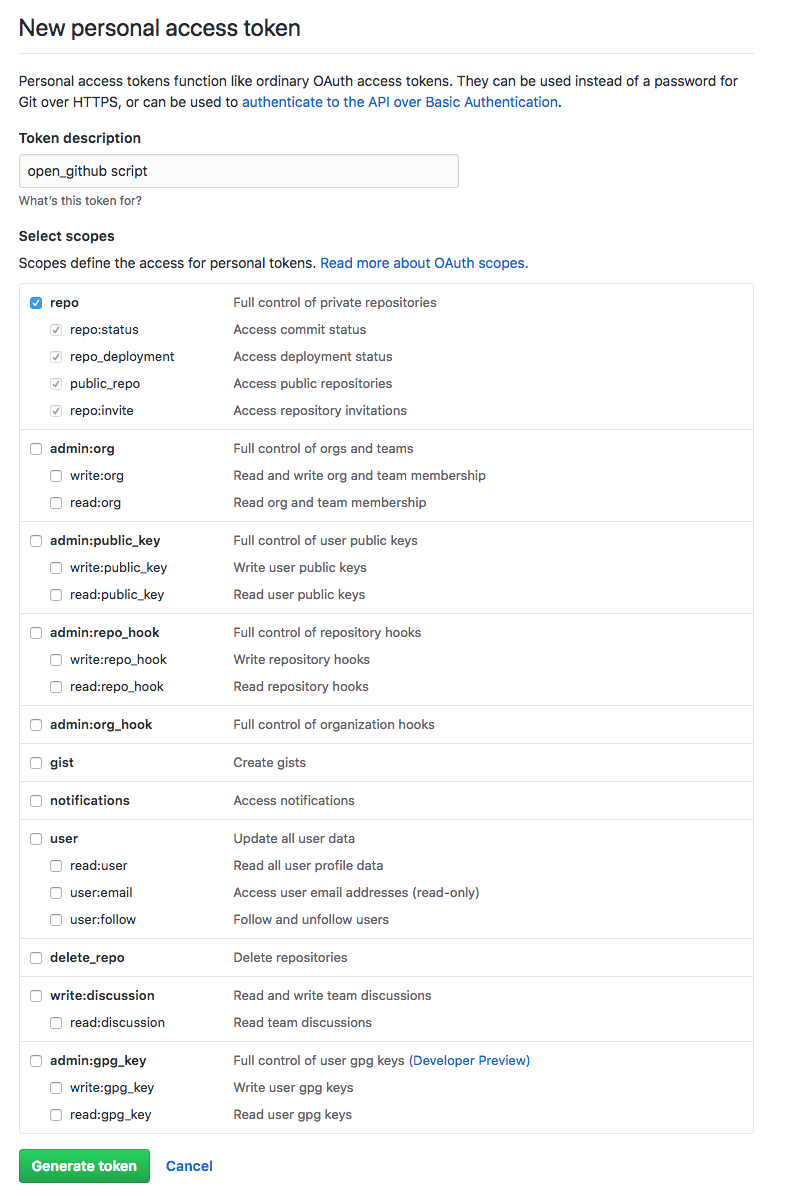 New personal access token
Personal access tokens function like ordinary OAuth access tokens. They can be used instead of a password for
Git over HTTPS, or can be used to authenticate to the API over Basic Authentication.
Token description
open_github script
What's this token for?
Select scopes
Scopes define the access for personal tokens. Read more about OAuth scopes.
repo Full control of private repositories
repo:status Access commit status
repo_deployment Access deployment status
public_repo Access public repositories
repo:invite Access repository invitations
admin:org Full control of orgs and teams
write:org Read and write org and team membership
read:org Read org and team membership
admin:public_key Full control of user public keys
write:public_key Write user public keys
read:public_key Read user public keys
admin:repo_hook Full control of repository hooks
write:repo_hook Write repository hooks
read:repo_hook Read repository hooks
admin:org_hook Full control of organization hooks
gist Create gists
notifications Access notifications
user Update all user data
read:user Read all user profile data
user:email Access user email addresses (read-only)
user:follow Follow and unfollow users
delete_repo Delete repositories
write:discussion Read and write team discussions
read:discussion Read team discussions
admin:gpg_key Full control of user gpg keys (Developer Preview)
write:gpg_key Write user gpg keys
read:gpg_key Read user gpg keys
Generate token Cancel